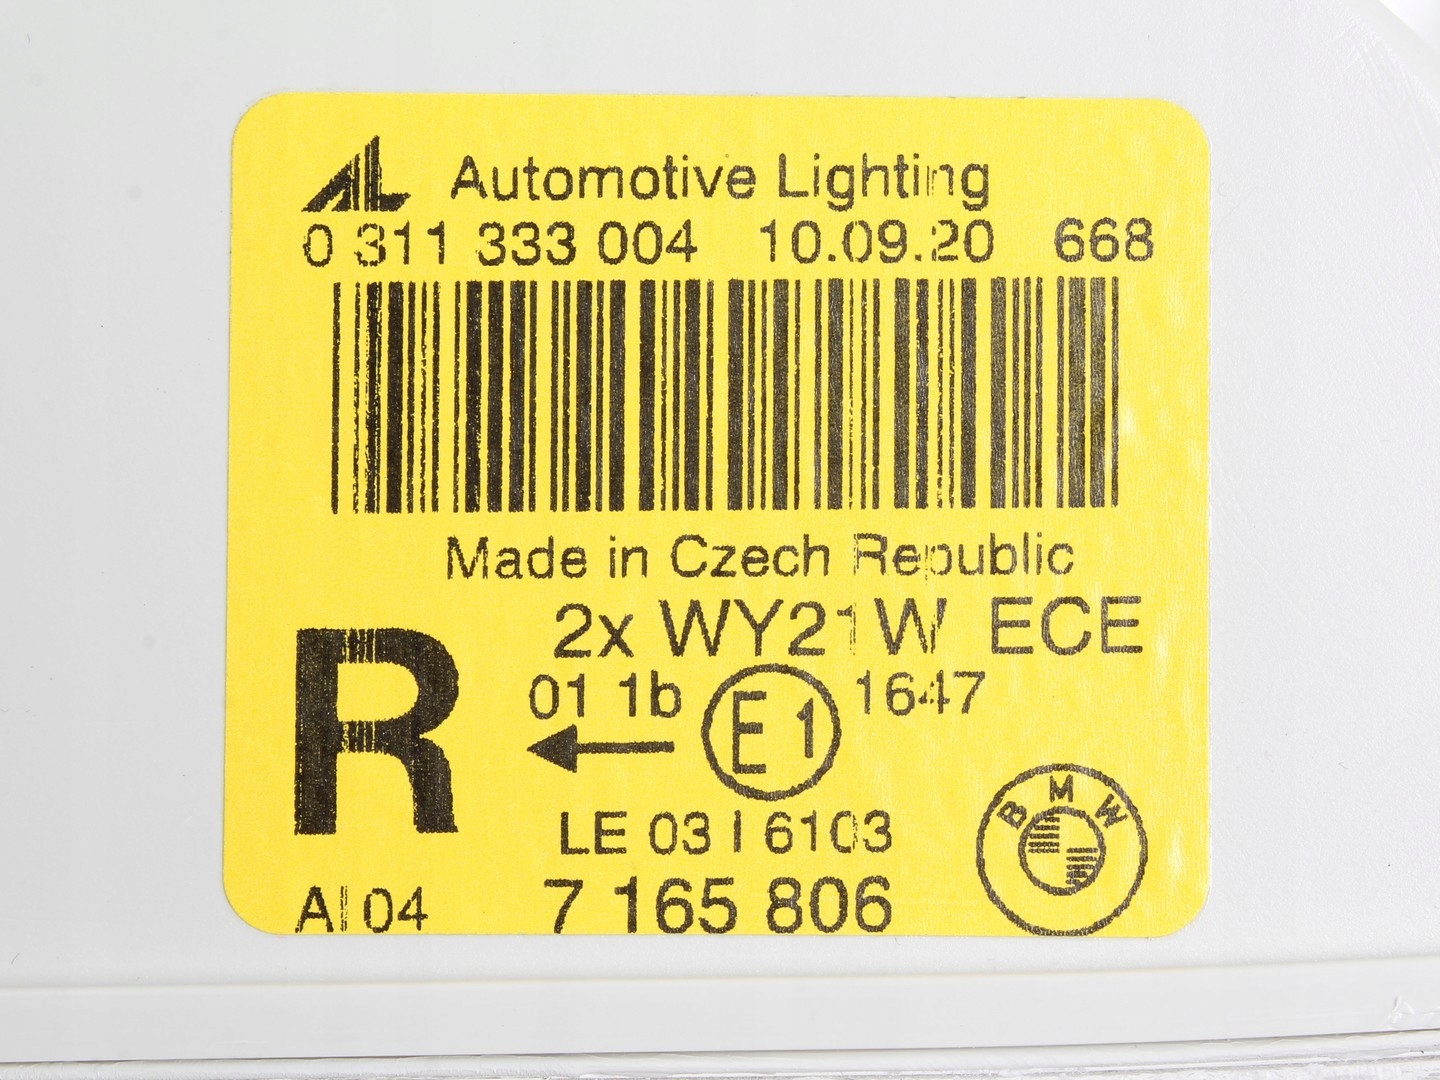 AL Automotive Lighting
0 311 333 004 10.09.20 668
Made in Czech Republic
2x WY21W ECE
R
01 1b E1 1647
LE 03 I 6103
BMW
AI 04 7 165 806